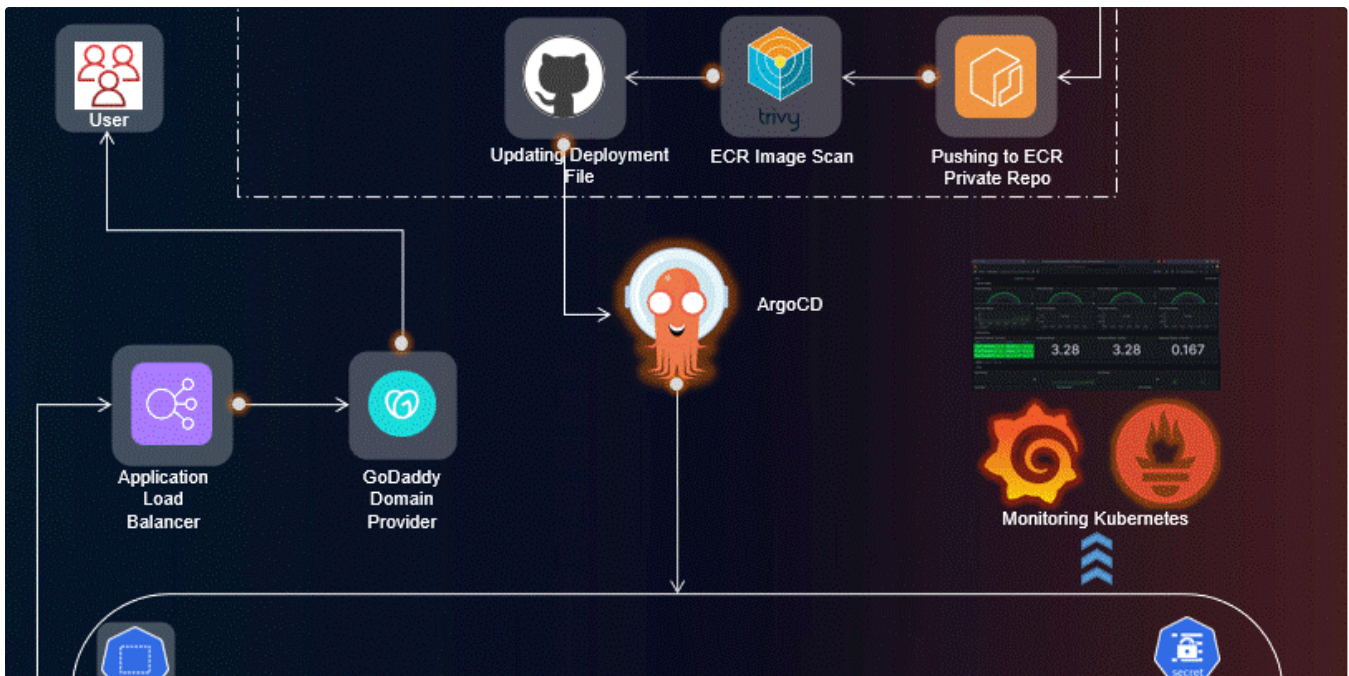 User
trivy
Updating Deployment
File
ECR Image Scan
Pushing to ECR
Private Repo
ArgoCD
3.28
3.28
0.167
Application
Load
Balancer
GoDaddy
Domain
Provider
Monitoring Kubernetes
secret